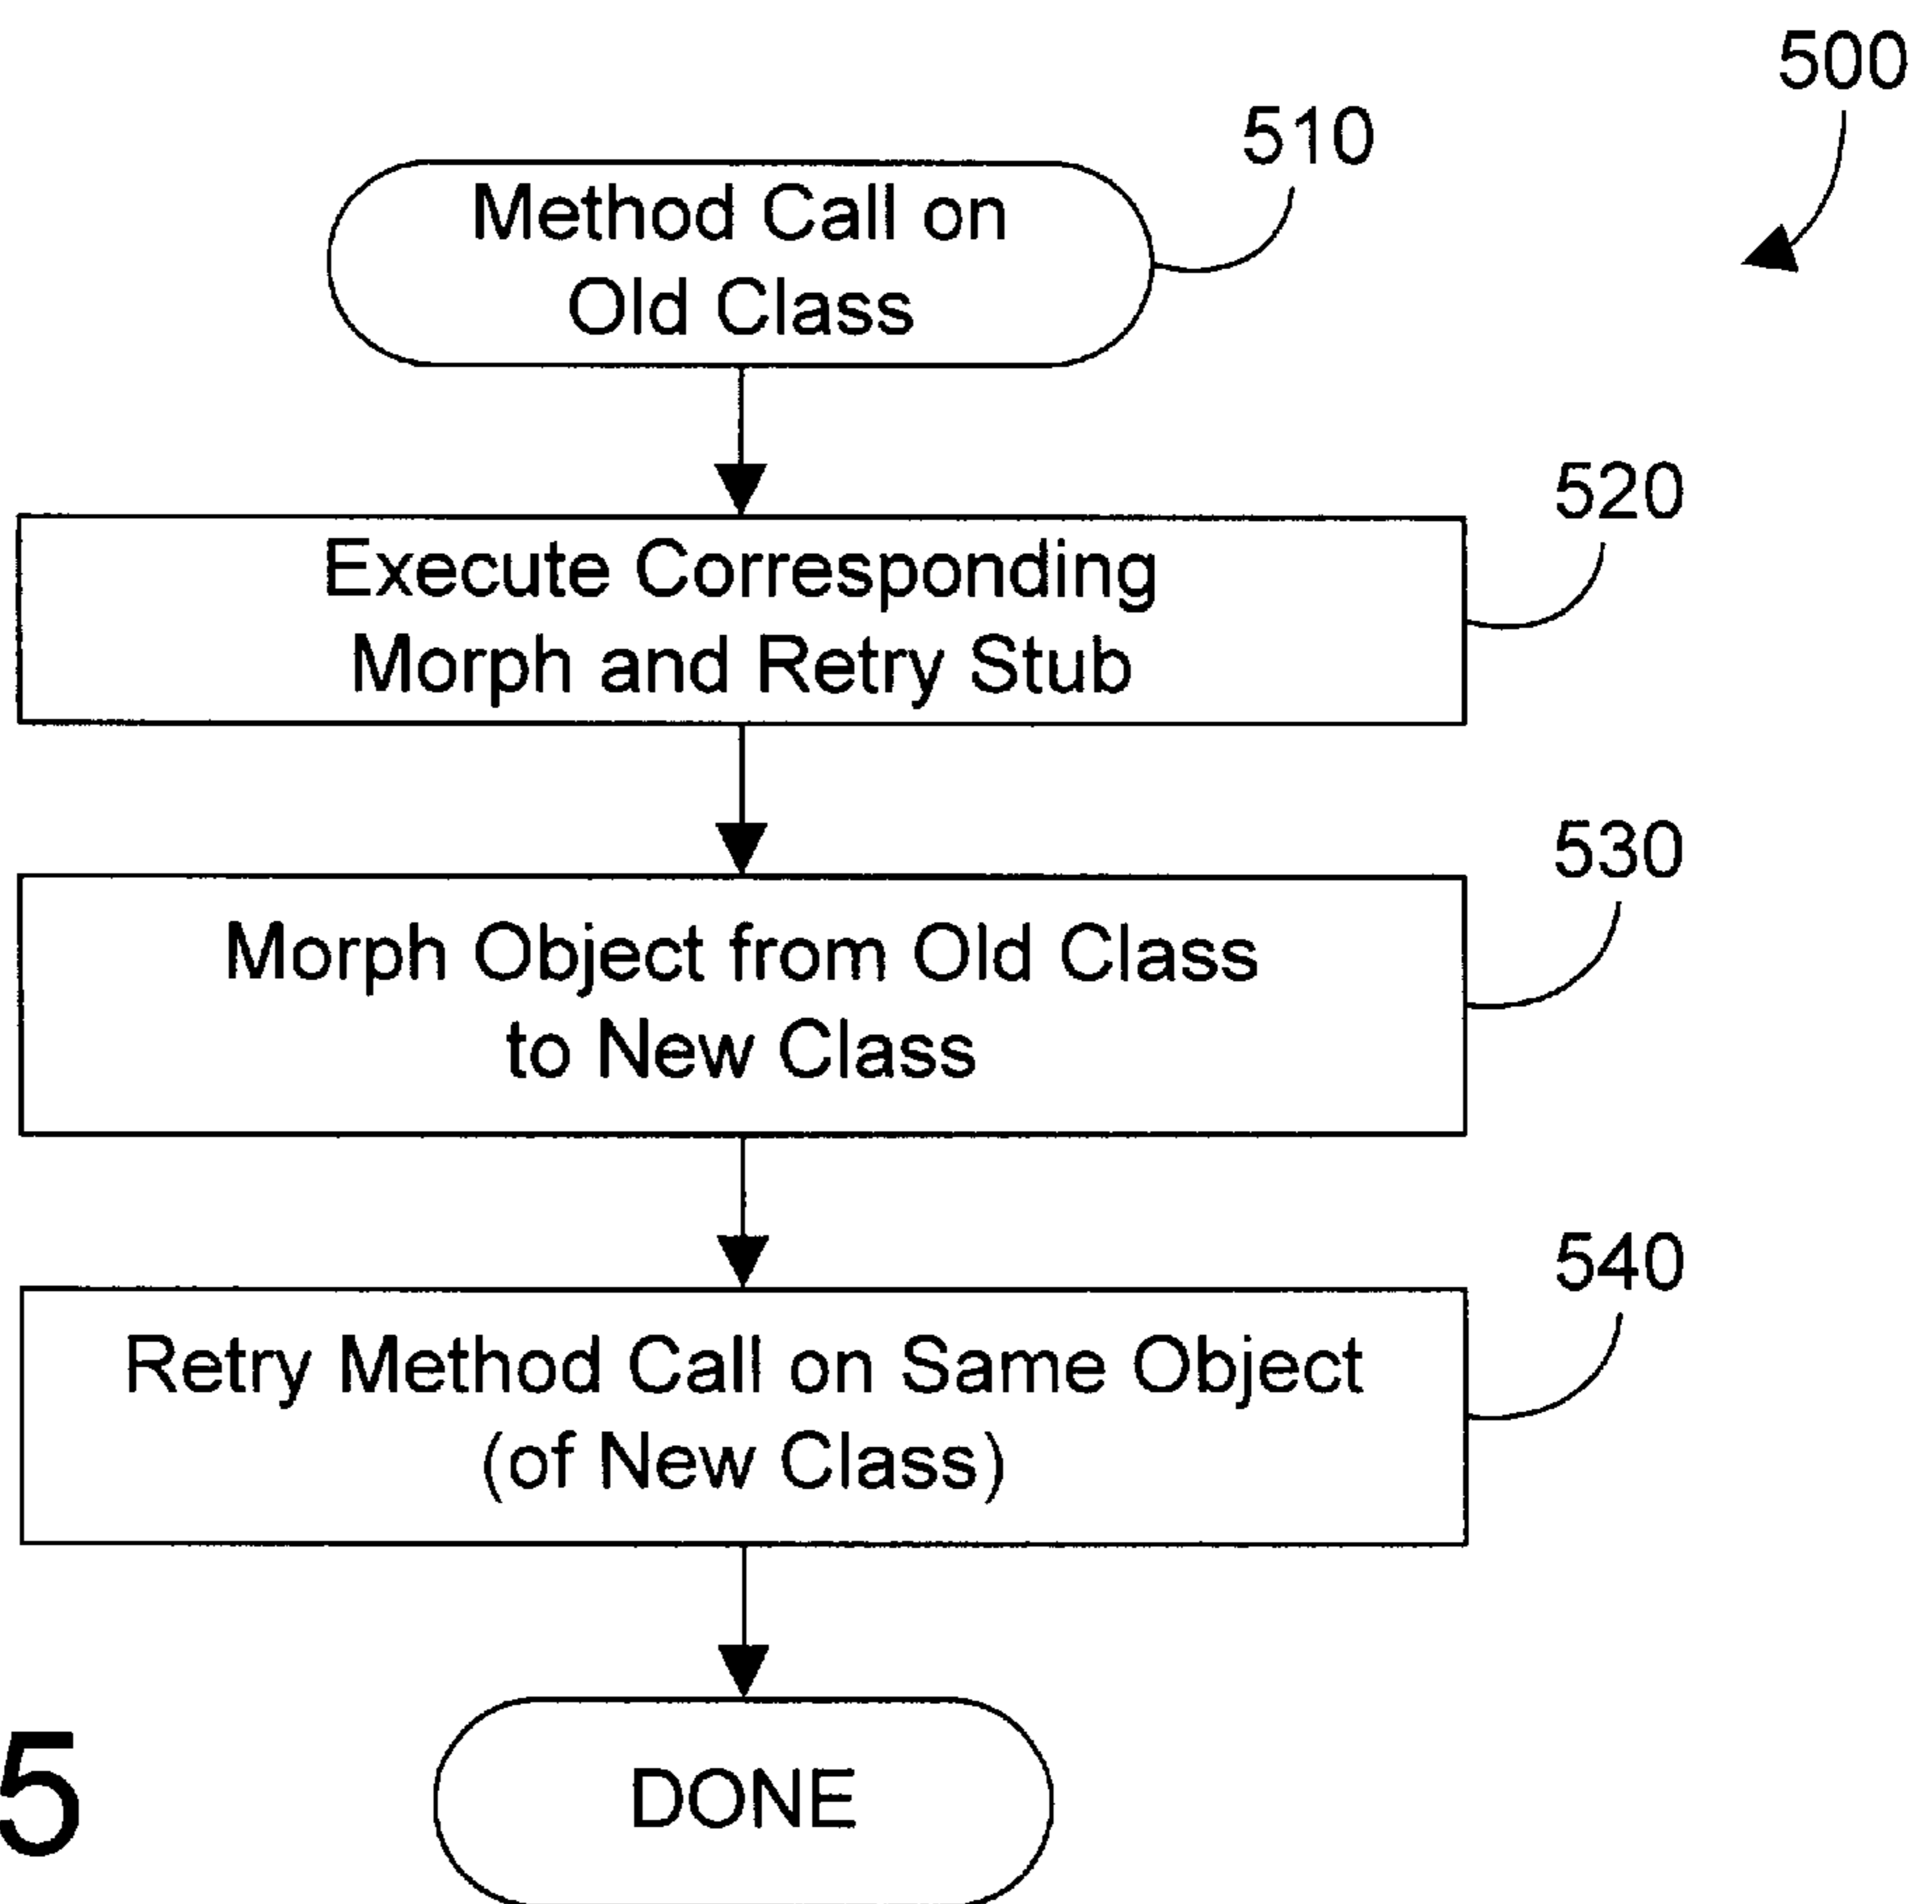 500
510
Method Call on
Old Class
520
Execute Corresponding
Morph and Retry Stub
530
Morph Object from Old Class
to New Class
540
Retry Method Call on Same Object
(of New Class)
DONE
5